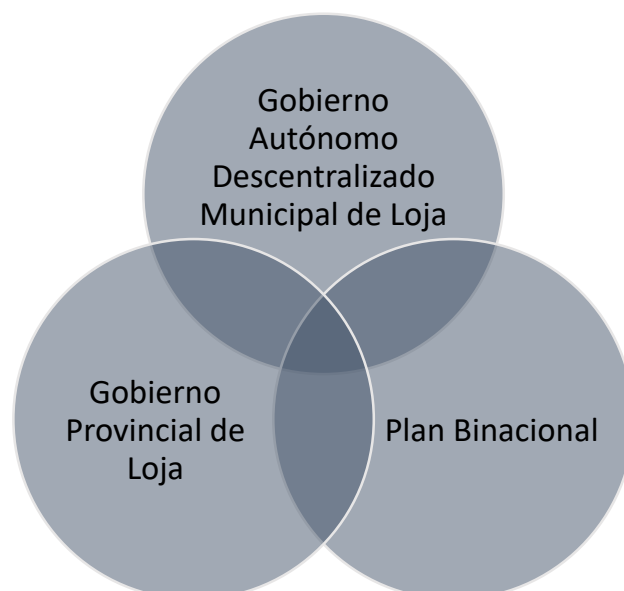 Gobierno
Autónomo
Descentralizado
Municipal de Loja
Gobierno
Provincial de
Loja
Plan Binacional